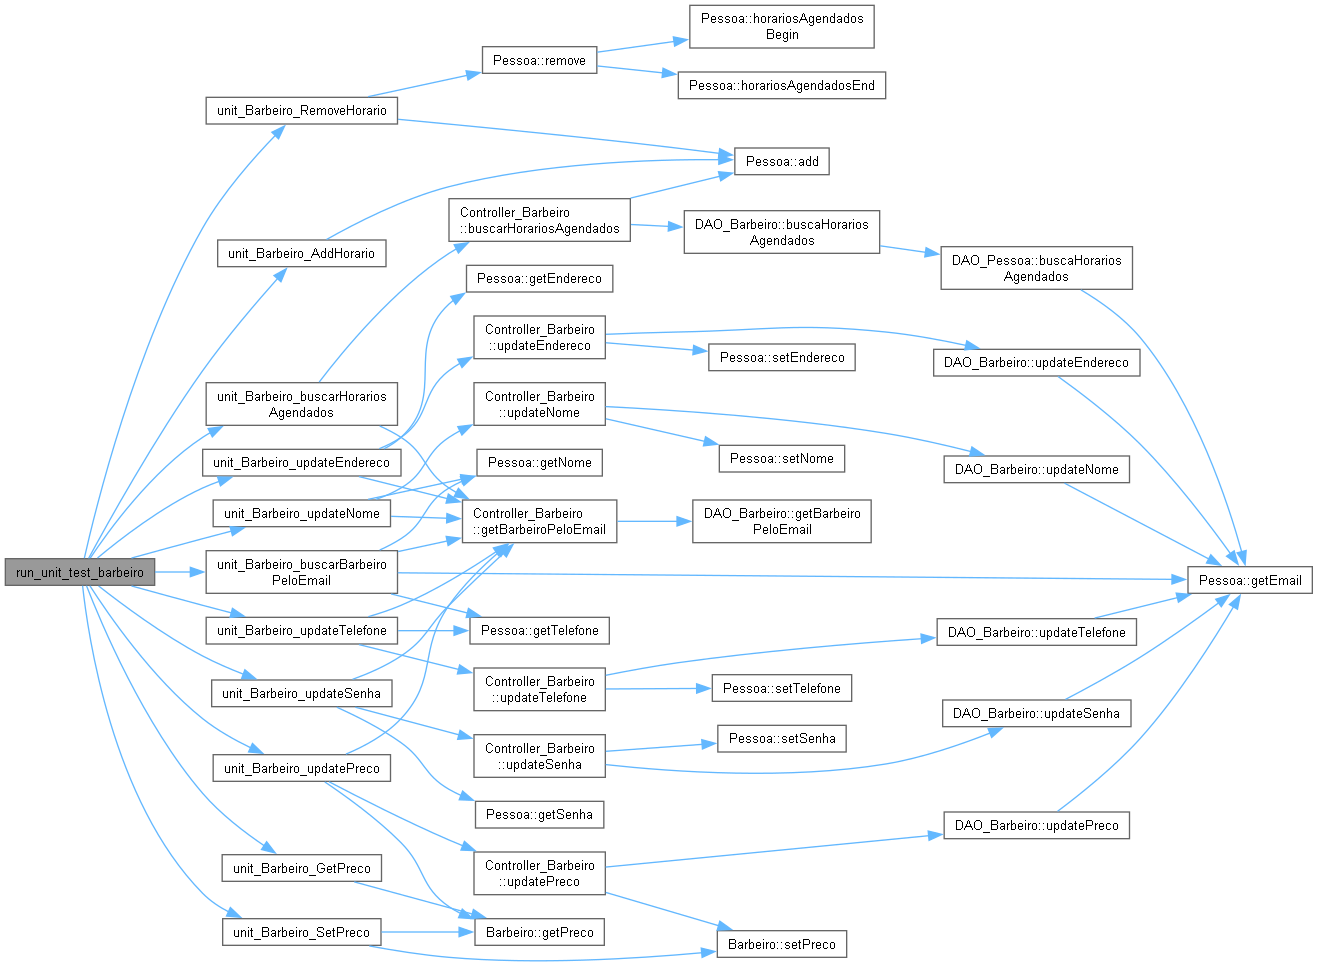 run_unit_test_barbeiro
unit_Barbeiro_RemoveHorario
unit_Barbeiro_AddHorario
unit_Barbeiro_buscarHorarios
Agendados
unit_Barbeiro_updateEndereco
unit_Barbeiro_updateNome
unit_Barbeiro_buscarBarbeiro
PeloEmail
unit_Barbeiro_updateTelefone
unit_Barbeiro_updateSenha
unit_Barbeiro_updatePreco
unit_Barbeiro_GetPreco
unit_Barbeiro_SetPreco
Pessoa::remove
Controller_Barbeiro
::buscarHorariosAgendados
Pessoa::getEndereco
Controller_Barbeiro
::updateEndereco
Controller_Barbeiro
::updateNome
Pessoa::getNome
Controller_Barbeiro
::getBarbeiroPeloEmail
Pessoa::getTelefone
Controller_Barbeiro
::updateTelefone
Controller_Barbeiro
::updateSenha
Pessoa::getSenha
Controller_Barbeiro
::updatePreco
Barbeiro::getPreco
Pessoa::horariosAgendados
Begin
Pessoa::horariosAgendadosEnd
Pessoa::add
DAO_Barbeiro::buscaHorarios
Agendados
Pessoa::setEndereco
Pessoa::setNome
DAO_Barbeiro::getBarbeiro
PeloEmail
Pessoa::setTelefone
Pessoa::setSenha
Barbeiro::setPreco
DAO_Pessoa::buscaHorarios
Agendados
DAO_Barbeiro::updateEndereco
DAO_Barbeiro::updateNome
DAO_Barbeiro::updateTelefone
DAO_Barbeiro::updateSenha
DAO_Barbeiro::updatePreco
Pessoa::getEmail